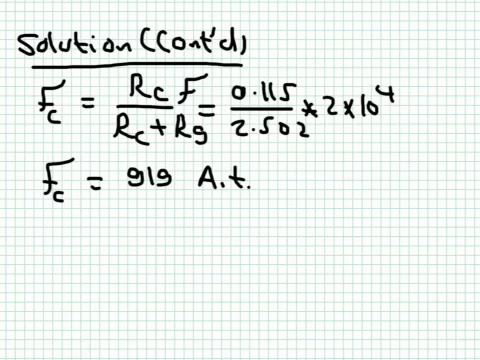 Solution (Cont'd)
Fc = Rc F / Rc + Rg = 0.115 / 2.502 * 2 × 10^4
Fc = 919 A.t.